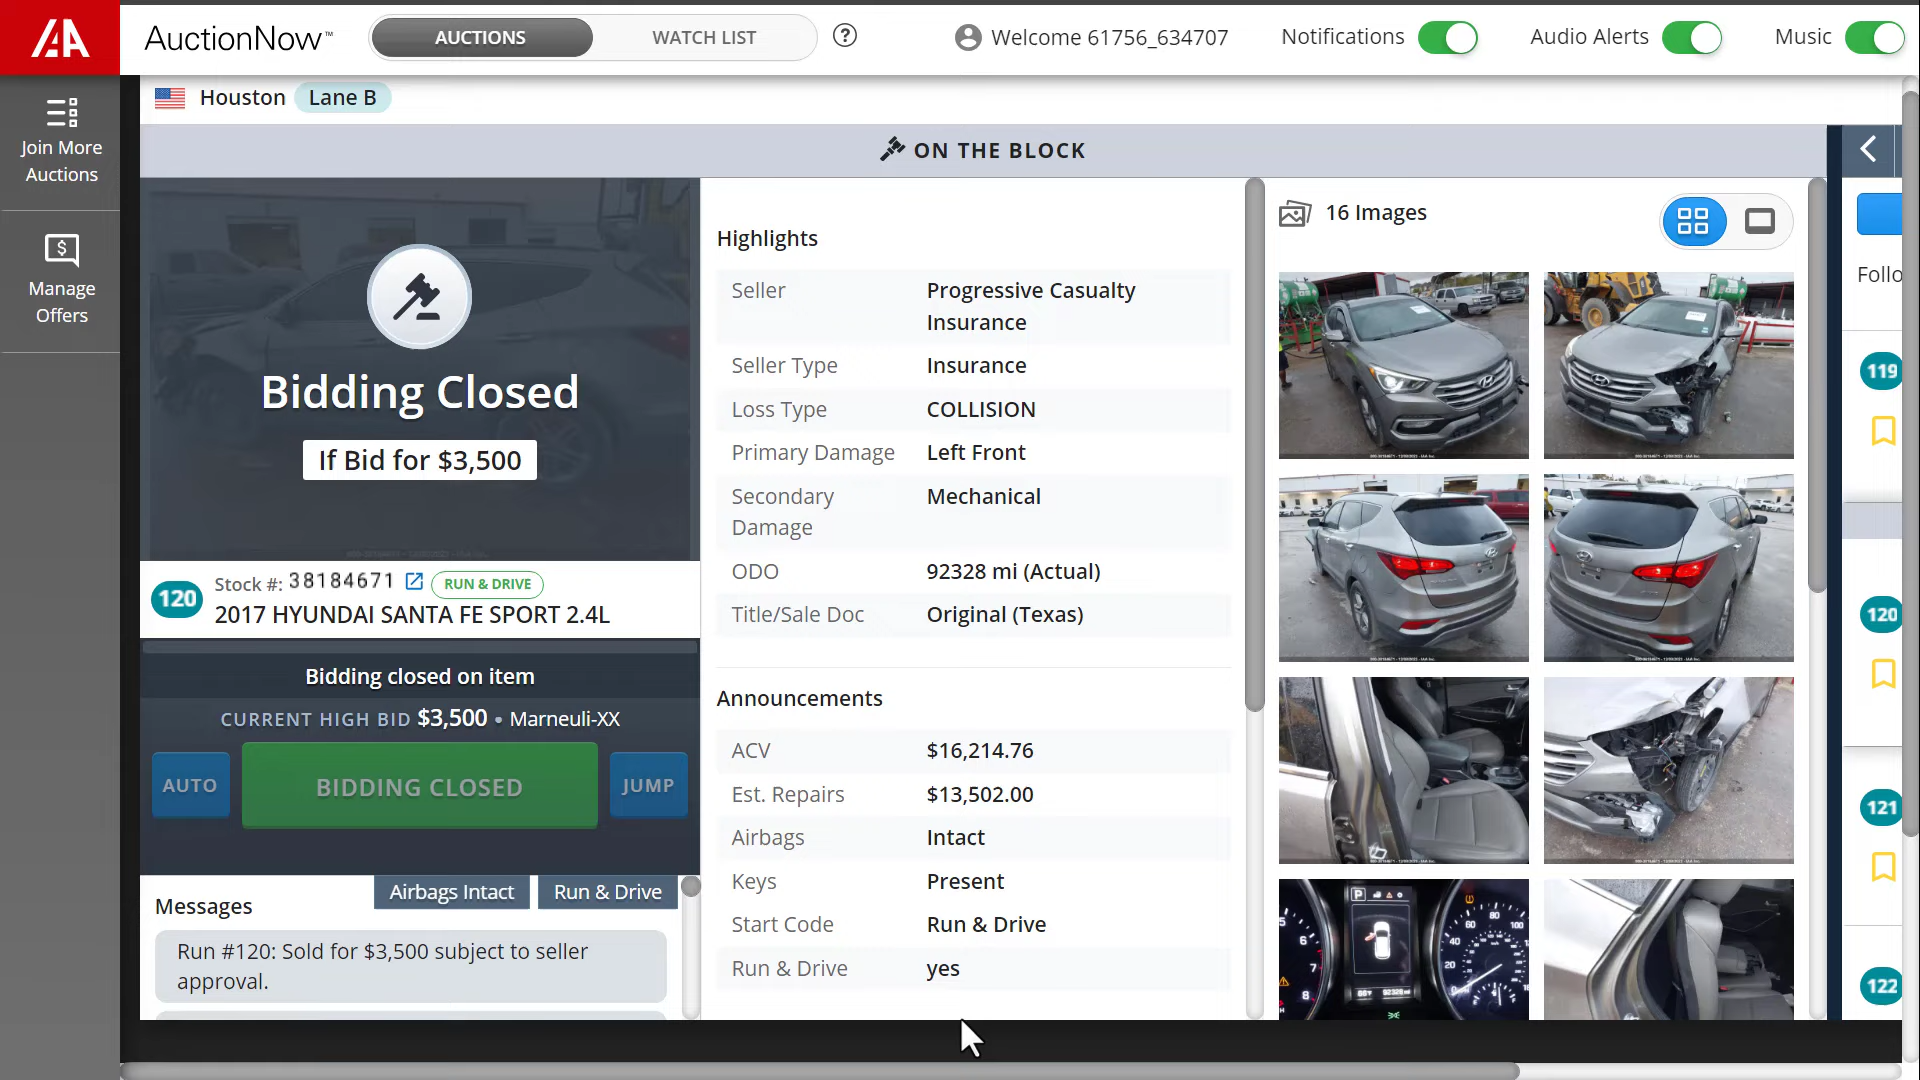 IAA
AuctionNow™
AUCTIONS
WATCH LIST
?
Welcome 61756_634707
Notifications
Audio Alerts
Music
Join More
Auctions
Manage
Offers
Houston
Lane B
ON THE BLOCK
Bidding Closed
If Bid for $3,500
120
Stock #: 38184671
RUN & DRIVE
2017 HYUNDAI SANTA FE SPORT 2.4L
Bidding closed on item
CURRENT HIGH BID $3,500 • Marneuli-XX
AUTO
BIDDING CLOSED
JUMP
Messages
Airbags Intact
Run & Drive
Run #120: Sold for $3,500 subject to seller
approval.
Highlights
Seller
Progressive Casualty
Insurance
Seller Type
Insurance
Loss Type
COLLISION
Primary Damage
Left Front
Secondary
Damage
Mechanical
ODO
92328 mi (Actual)
Title/Sale Doc
Original (Texas)
Announcements
ACV
$16,214.76
Est. Repairs
$13,502.00
Airbags
Intact
Keys
Present
Start Code
Run & Drive
Run & Drive
yes
16 Images
Follo
119
120
121
122